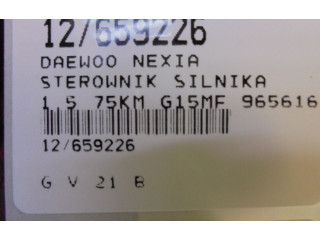 12/659226
DAEWOO NEXIA
STEROWNIK SILNIKA
1.5 75KM G15MF 965616
12/659226
G V 21 B